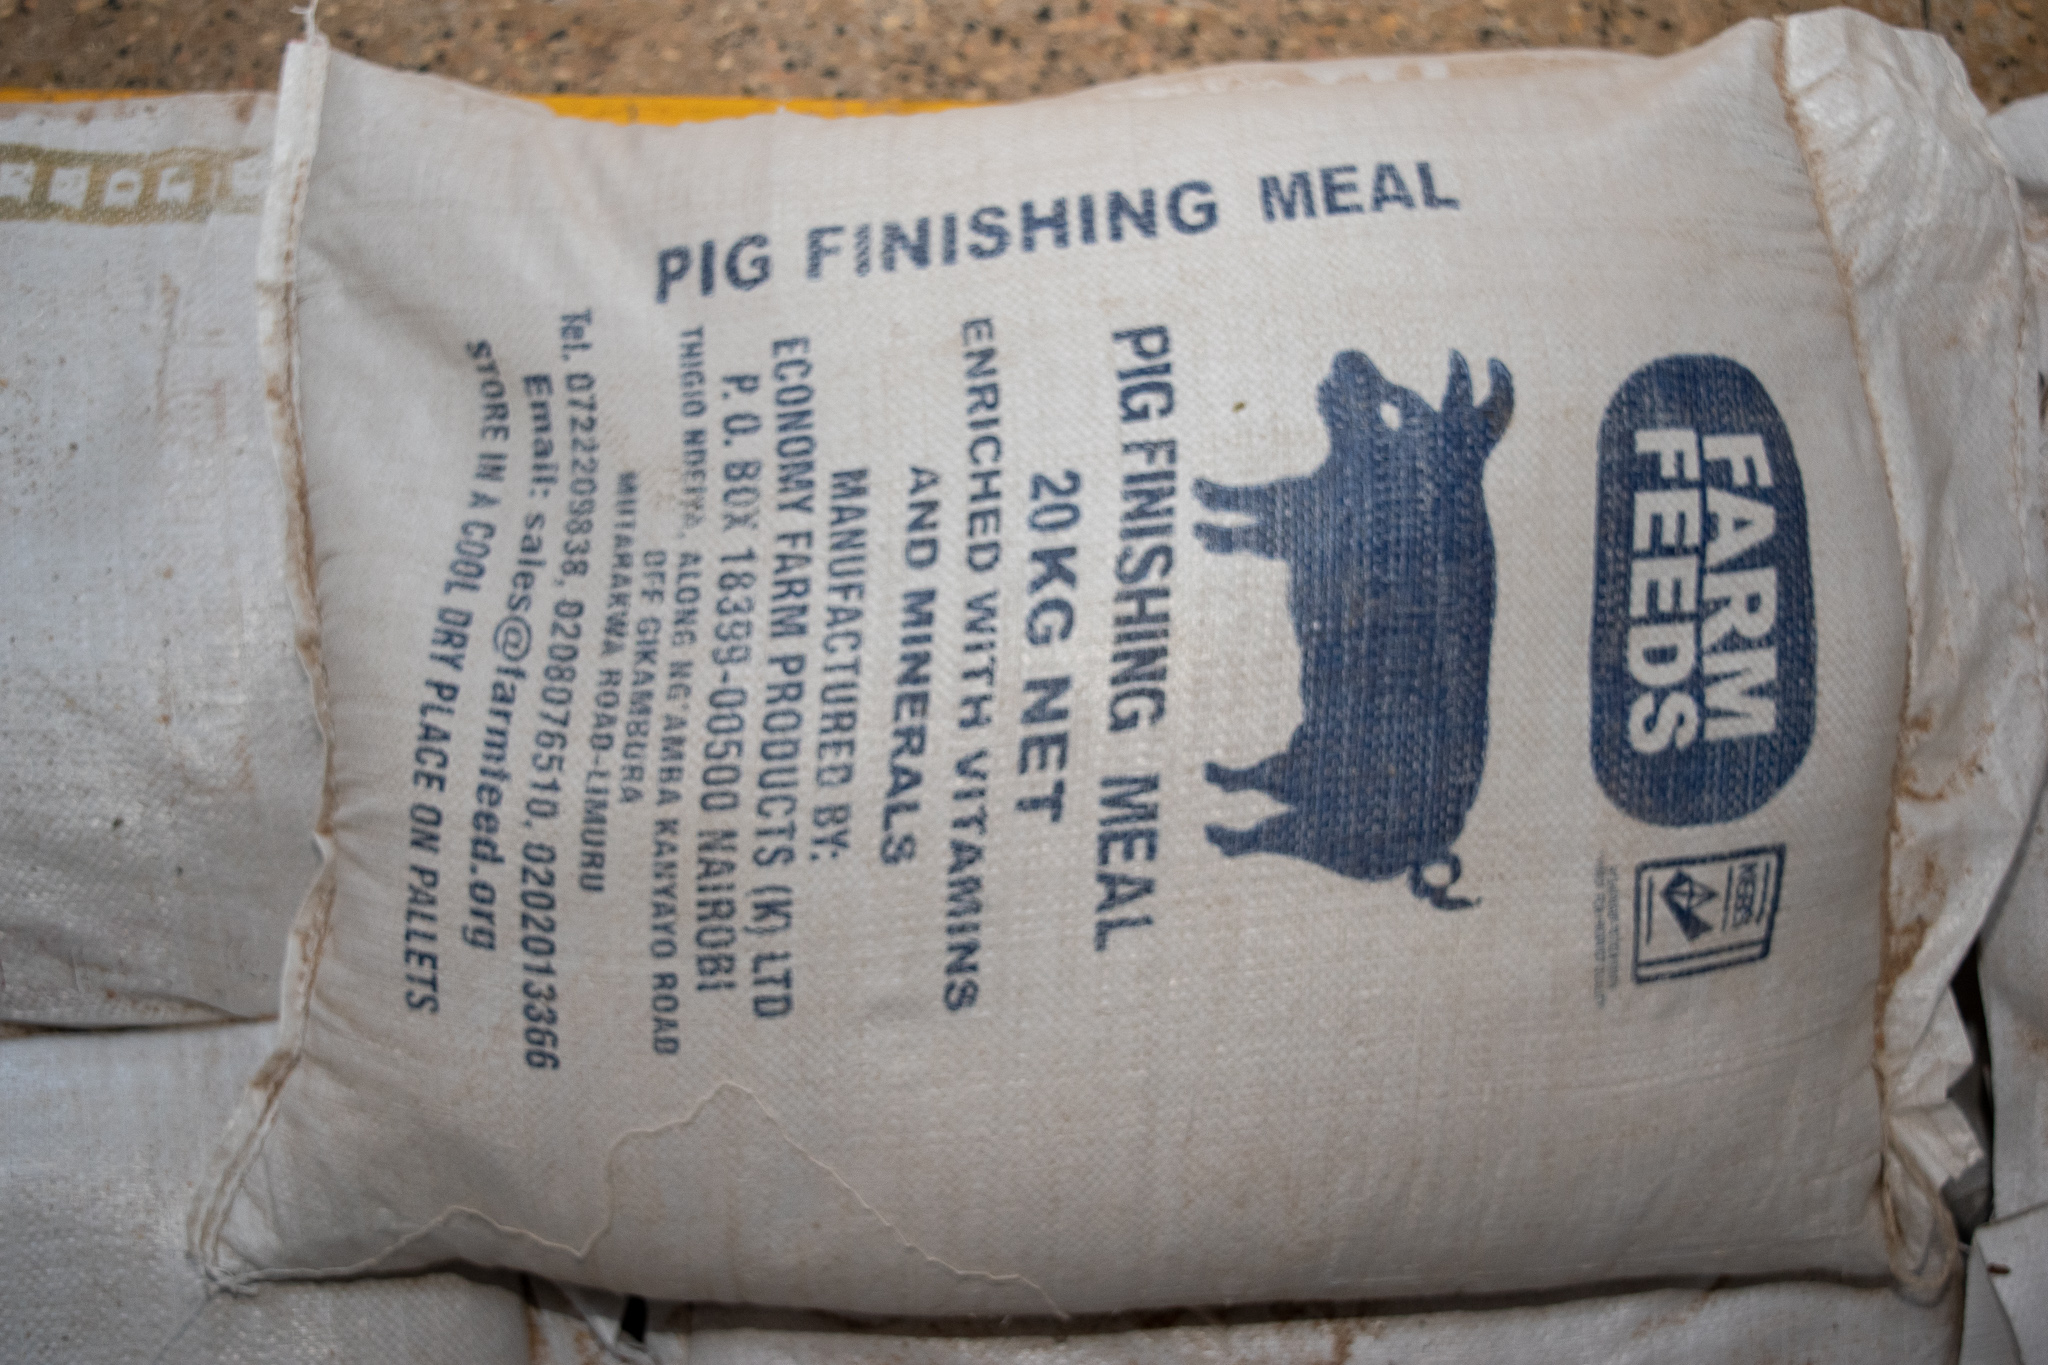 PIG FINISHING MEAL
FARM
FEEDS
KEBS
PIG FINISHING MEAL
20 KG NET
ENRICHED WITH VITAMINS
AND MINERALS
MANUFACTURED BY:
ECONOMY FARM PRODUCTS (K) LTD
P. O. BOX 18399-00500 NAIROBI
THIGIO NDEIYA, ALONG NG'AMBA KANYAYO ROAD
OFF GIKAMBURA
MUTARAKWA ROAD-LIMURU
Tel. 0722209838, 0208076510, 0202013366
Email: sales@farmfeed.org
STORE IN A COOL DRY PLACE ON PALLETS